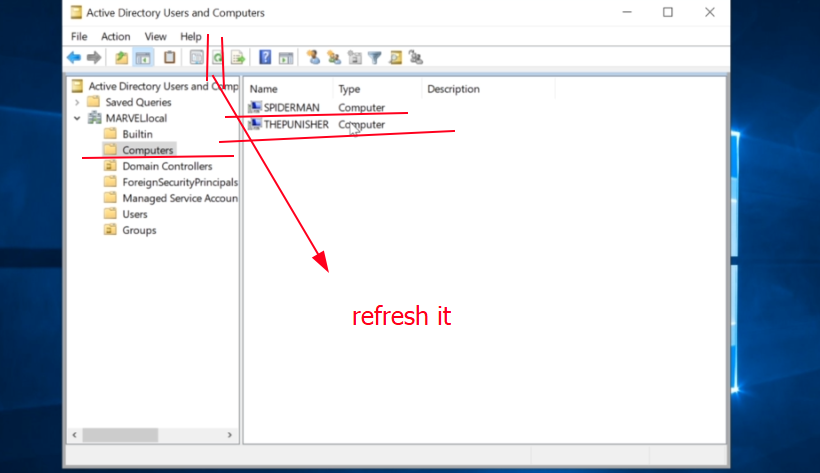 Active Directory Users and Computers
File Action View Help
Active Directory Users and Comp
Saved Queries
MARVEL.local
Builtin
Computers
Domain Controllers
ForeignSecurityPrincipals
Managed Service Accoun
Users
Groups
Name Type Description
SPIDERMAN Computer
THEPUNISHER Computer
refresh it